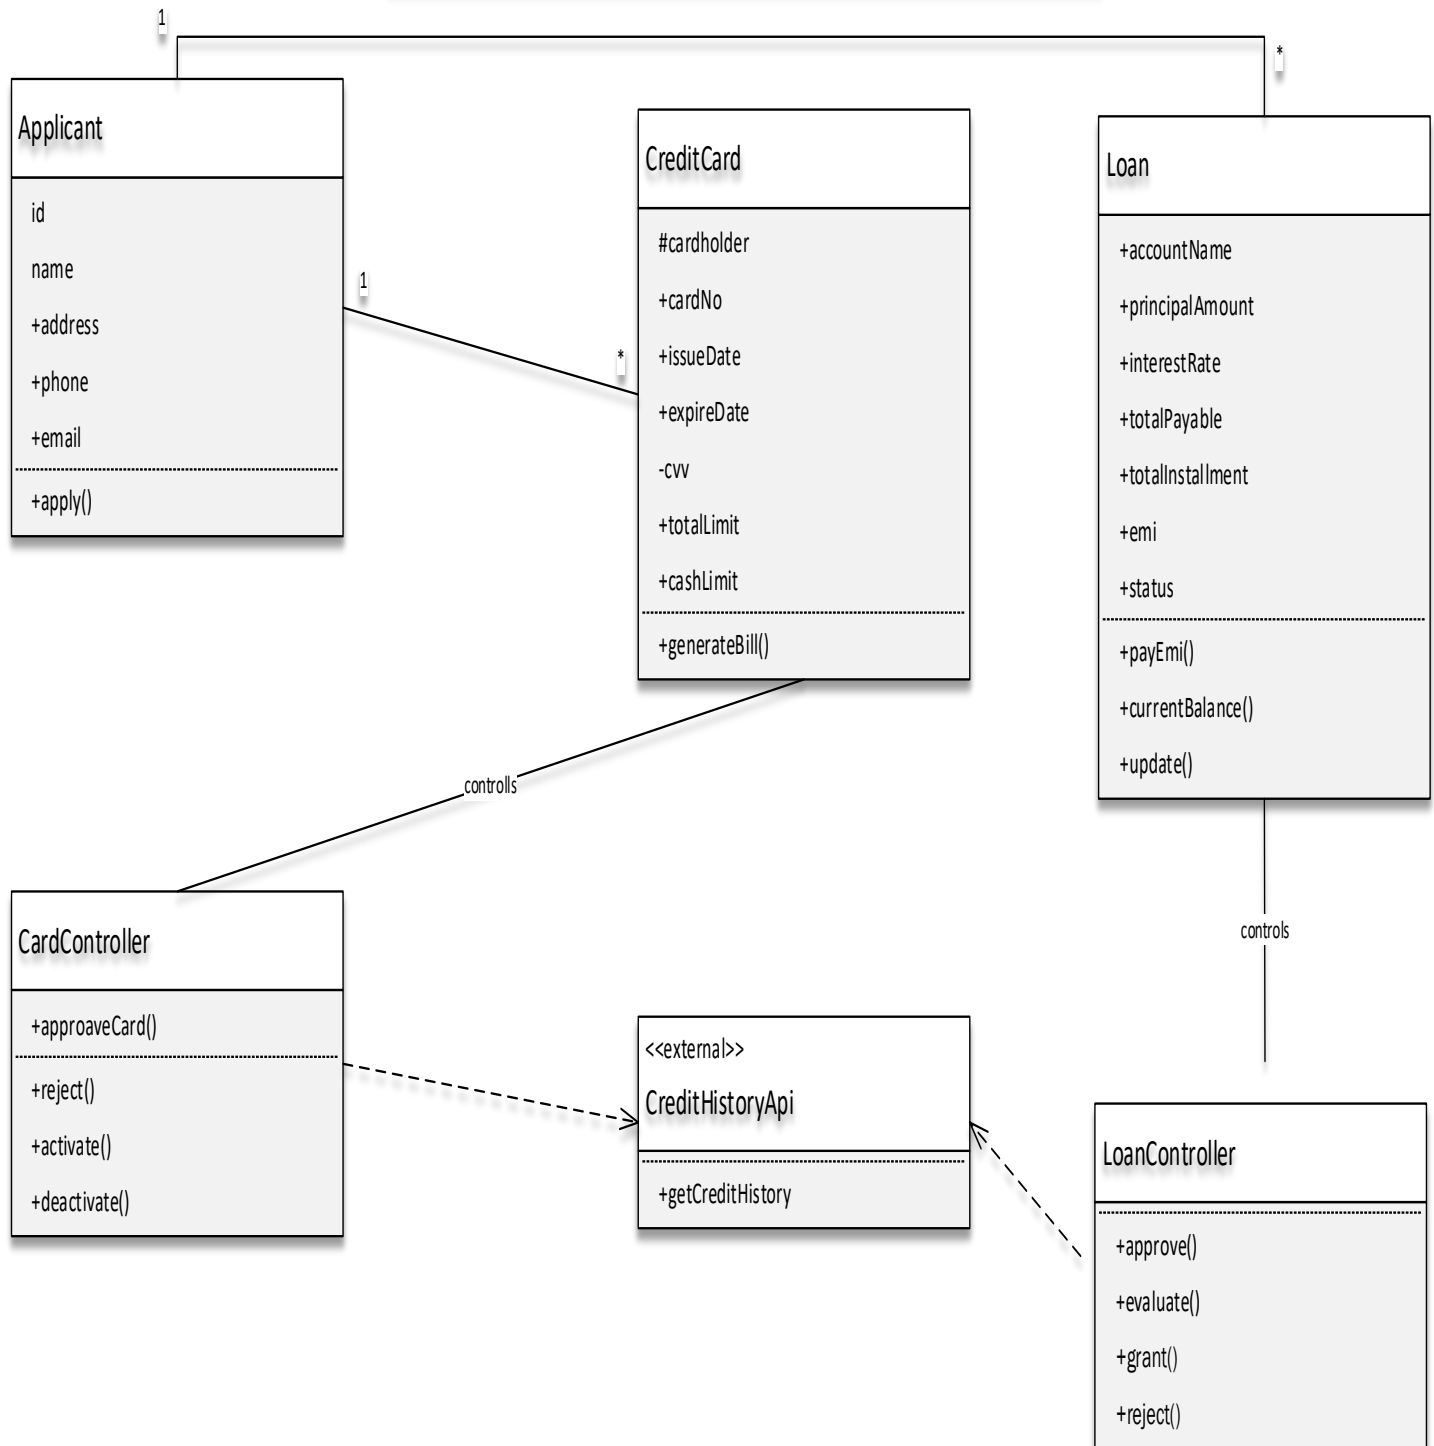 1
*
Applicant
id
name
+address
+phone
+email
+apply()
1
*
CreditCard
#cardholder
+cardNo
+issueDate
+expireDate
-cvv
+totalLimit
+cashLimit
+generateBill()
Loan
+accountName
+principalAmount
+interestRate
+totalPayable
+totalInstallment
+emi
+status
+payEmi()
+currentBalance()
+update()
controlls
controls
CardController
+approaveCard()
+reject()
+activate()
+deactivate()
<<external>>
CreditHistoryApi
+getCreditHistory
LoanController
+approve()
+evaluate()
+grant()
+reject()